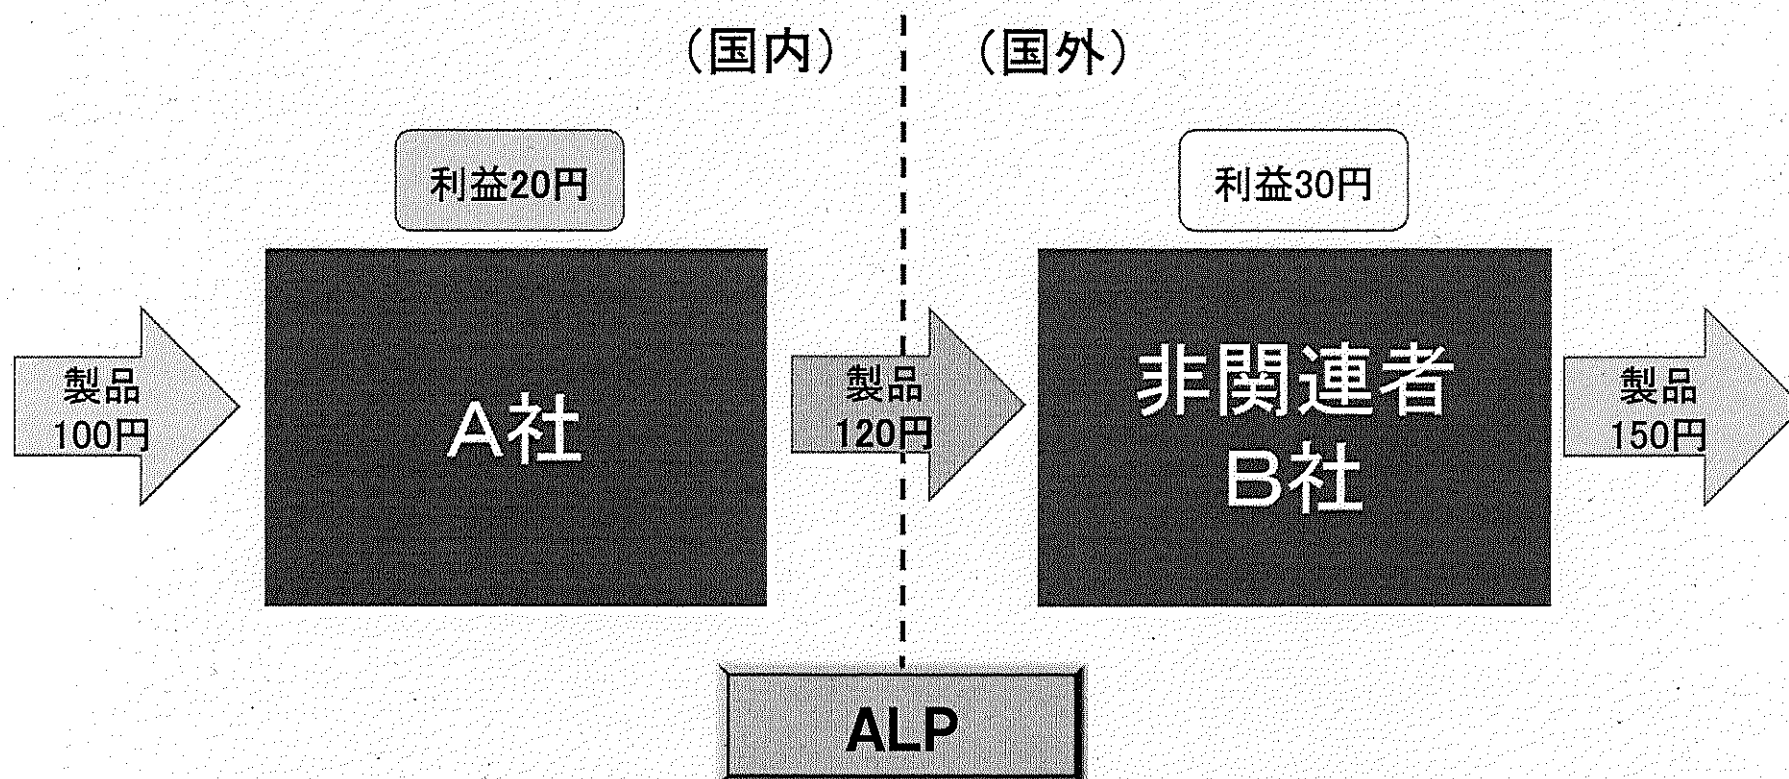 (国内)
(国外)
利益20円
利益30円
製品
100円
A社
製品
120円
非関連者
B社
製品
150円
ALP